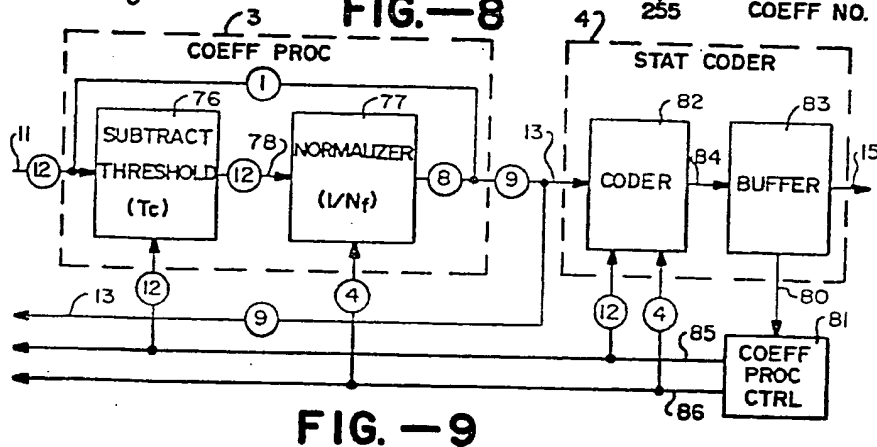 FIG.—8
255
COEFF NO.
3
COEFF PROC
4
STAT CODER
1
76
77
82
83
11
12
SUBTRACT
THRESHOLD
(Tc)
12
78
NORMALIZER
(1/Nf)
8
9
13
CODER
84
BUFFER
15
12
4
12
4
80
13
9
85
81
COEFF
PROC
CTRL
86
FIG.—9